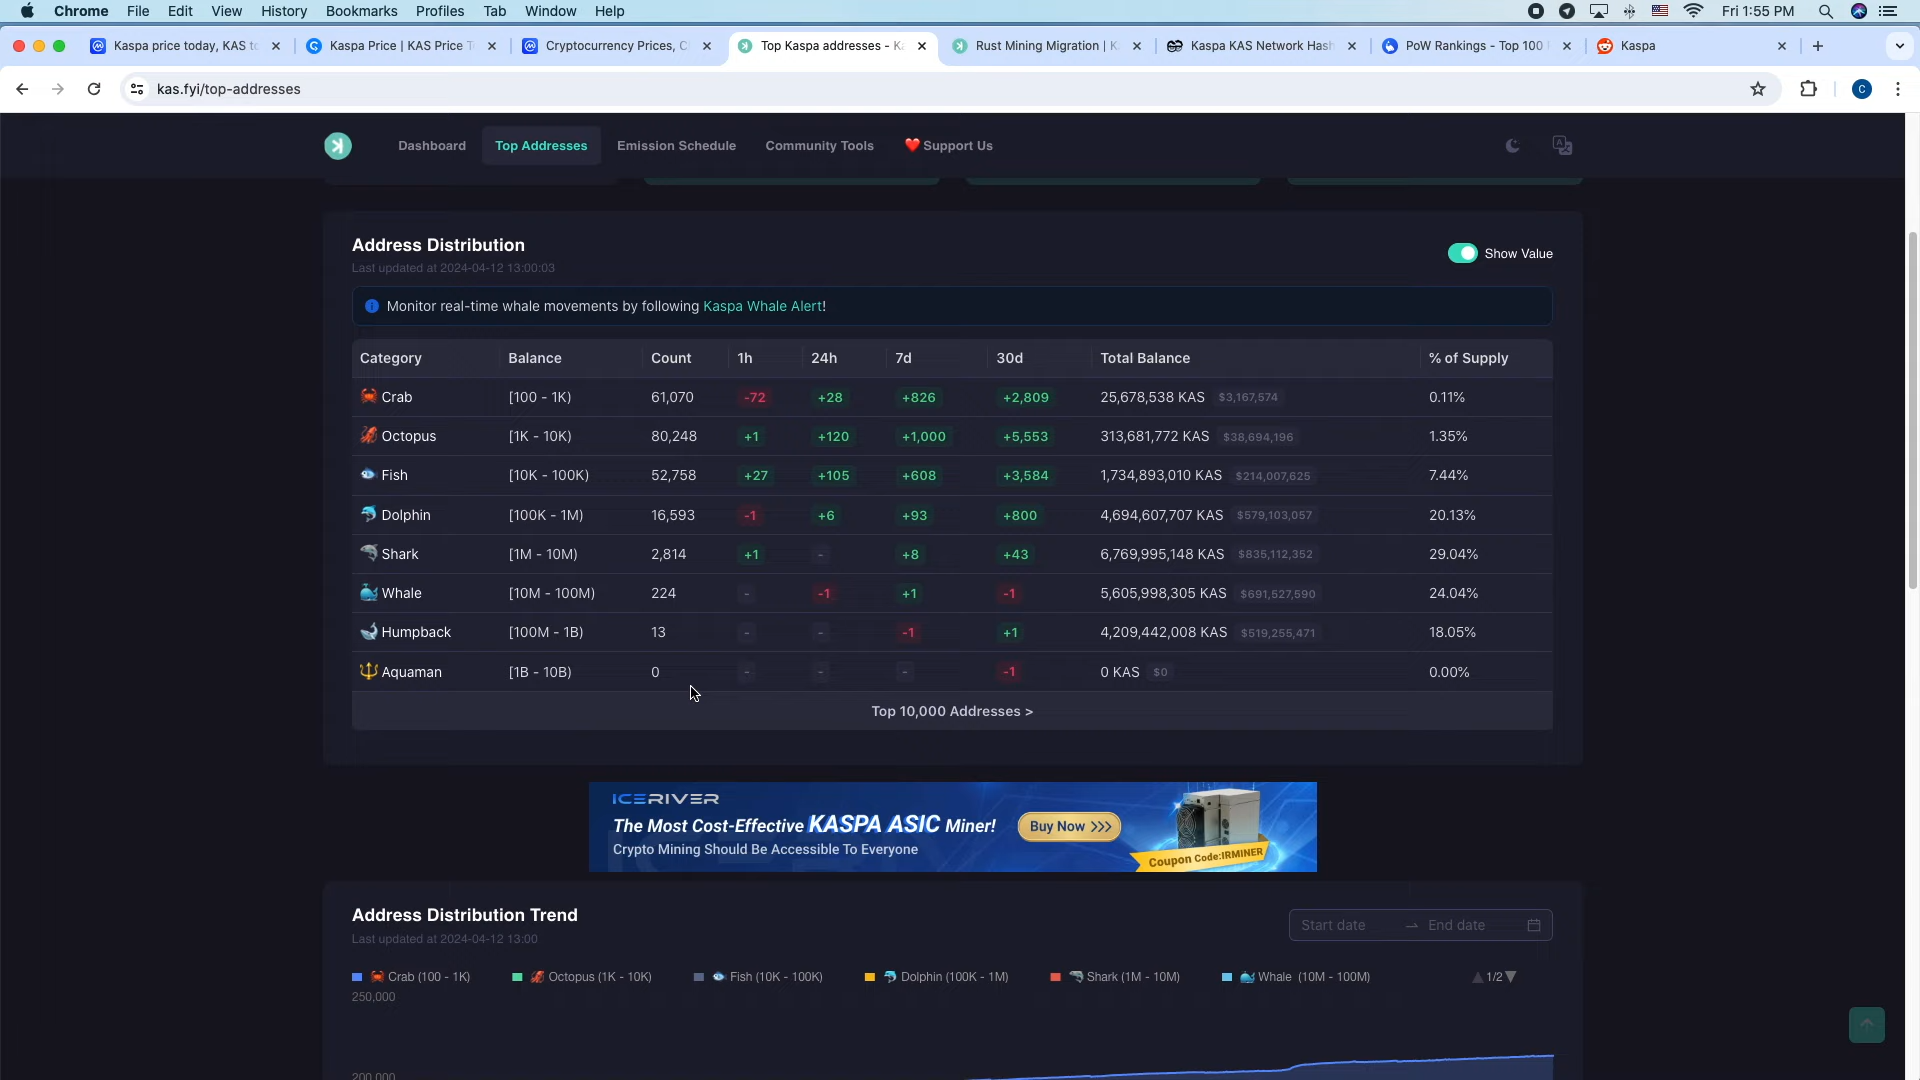 Chrome File Edit View History Bookmarks Profiles Tab Window Help Fri 1:55 PM
Kaspa price today, KAS to Kaspa Price | KAS Price T Cryptocurrency Prices, C Top Kaspa addresses - Ka Rust Mining Migration | K Kaspa KAS Network Hash PoW Rankings - Top 100 Kaspa
kas.fyi/top-addresses C
Dashboard Top Addresses Emission Schedule Community Tools ❤️ Support Us
Address Distribution
Show Value
Last updated at 2024-04-12 13:00:03
Monitor real-time whale movements by following Kaspa Whale Alert!
Category Balance Count 1h 24h 7d 30d Total Balance % of Supply
Crab [100 - 1K) 61,070 -72 +28 +826 +2,809 25,678,538 KAS $3,167,574 0.11%
Octopus [1K - 10K) 80,248 +1 +120 +1,000 +5,553 313,681,772 KAS $38,694,196 1.35%
Fish [10K - 100K) 52,758 +27 +105 +608 +3,584 1,734,893,010 KAS $214,007,625 7.44%
Dolphin [100K - 1M) 16,593 -1 +6 +93 +800 4,694,607,707 KAS $579,103,057 20.13%
Shark [1M - 10M) 2,814 +1 - +8 +43 6,769,995,148 KAS $835,112,352 29.04%
Whale [10M - 100M) 224 - -1 +1 -1 5,605,998,305 KAS $691,527,590 24.04%
Humpback [100M - 1B) 13 - - -1 +1 4,209,442,008 KAS $519,255,471 18.05%
Aquaman [1B - 10B) 0 - - - -1 0 KAS $0 0.00%
Top 10,000 Addresses >
ICERIVER
The Most Cost-Effective KASPA ASIC Miner!
Crypto Mining Should Be Accessible To Everyone
Buy Now >>>
Coupon Code:IRMINER
Address Distribution Trend
Last updated at 2024-04-12 13:00
Start date → End date
Crab (100 - 1K) Octopus (1K - 10K) Fish (10K - 100K) Dolphin (100K - 1M) Shark (1M - 10M) Whale (10M - 100M) ▲1/2▼
250,000
200,000